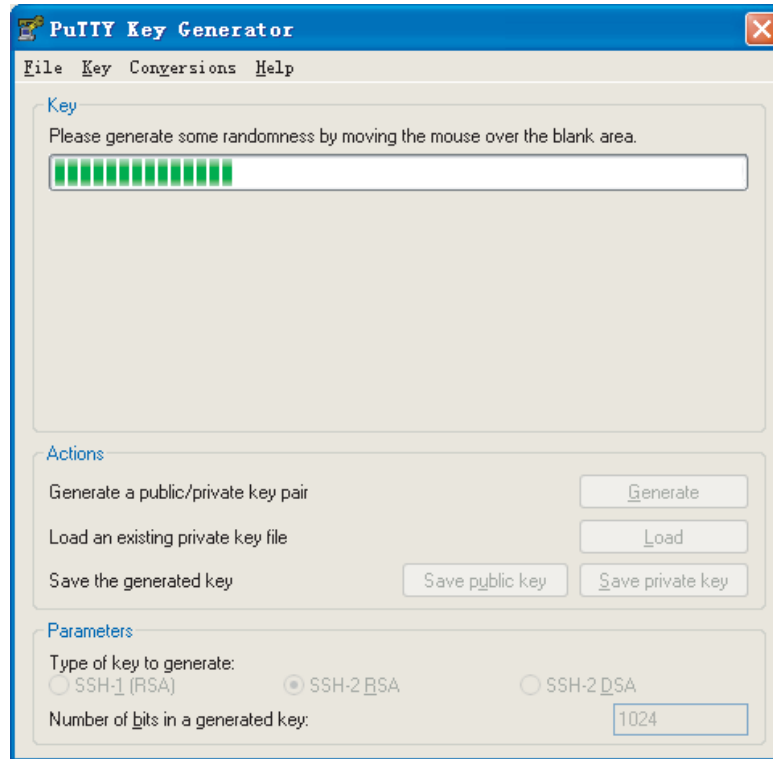 PuTTY Key Generator
File Key Conversions Help
Key
Please generate some randomness by moving the mouse over the blank area.
Actions
Generate a public/private key pair Generate
Load an existing private key file Load
Save the generated key Save public key Save private key
Parameters
Type of key to generate:
SSH-1 (RSA) SSH-2 RSA SSH-2 DSA
Number of bits in a generated key: 1024